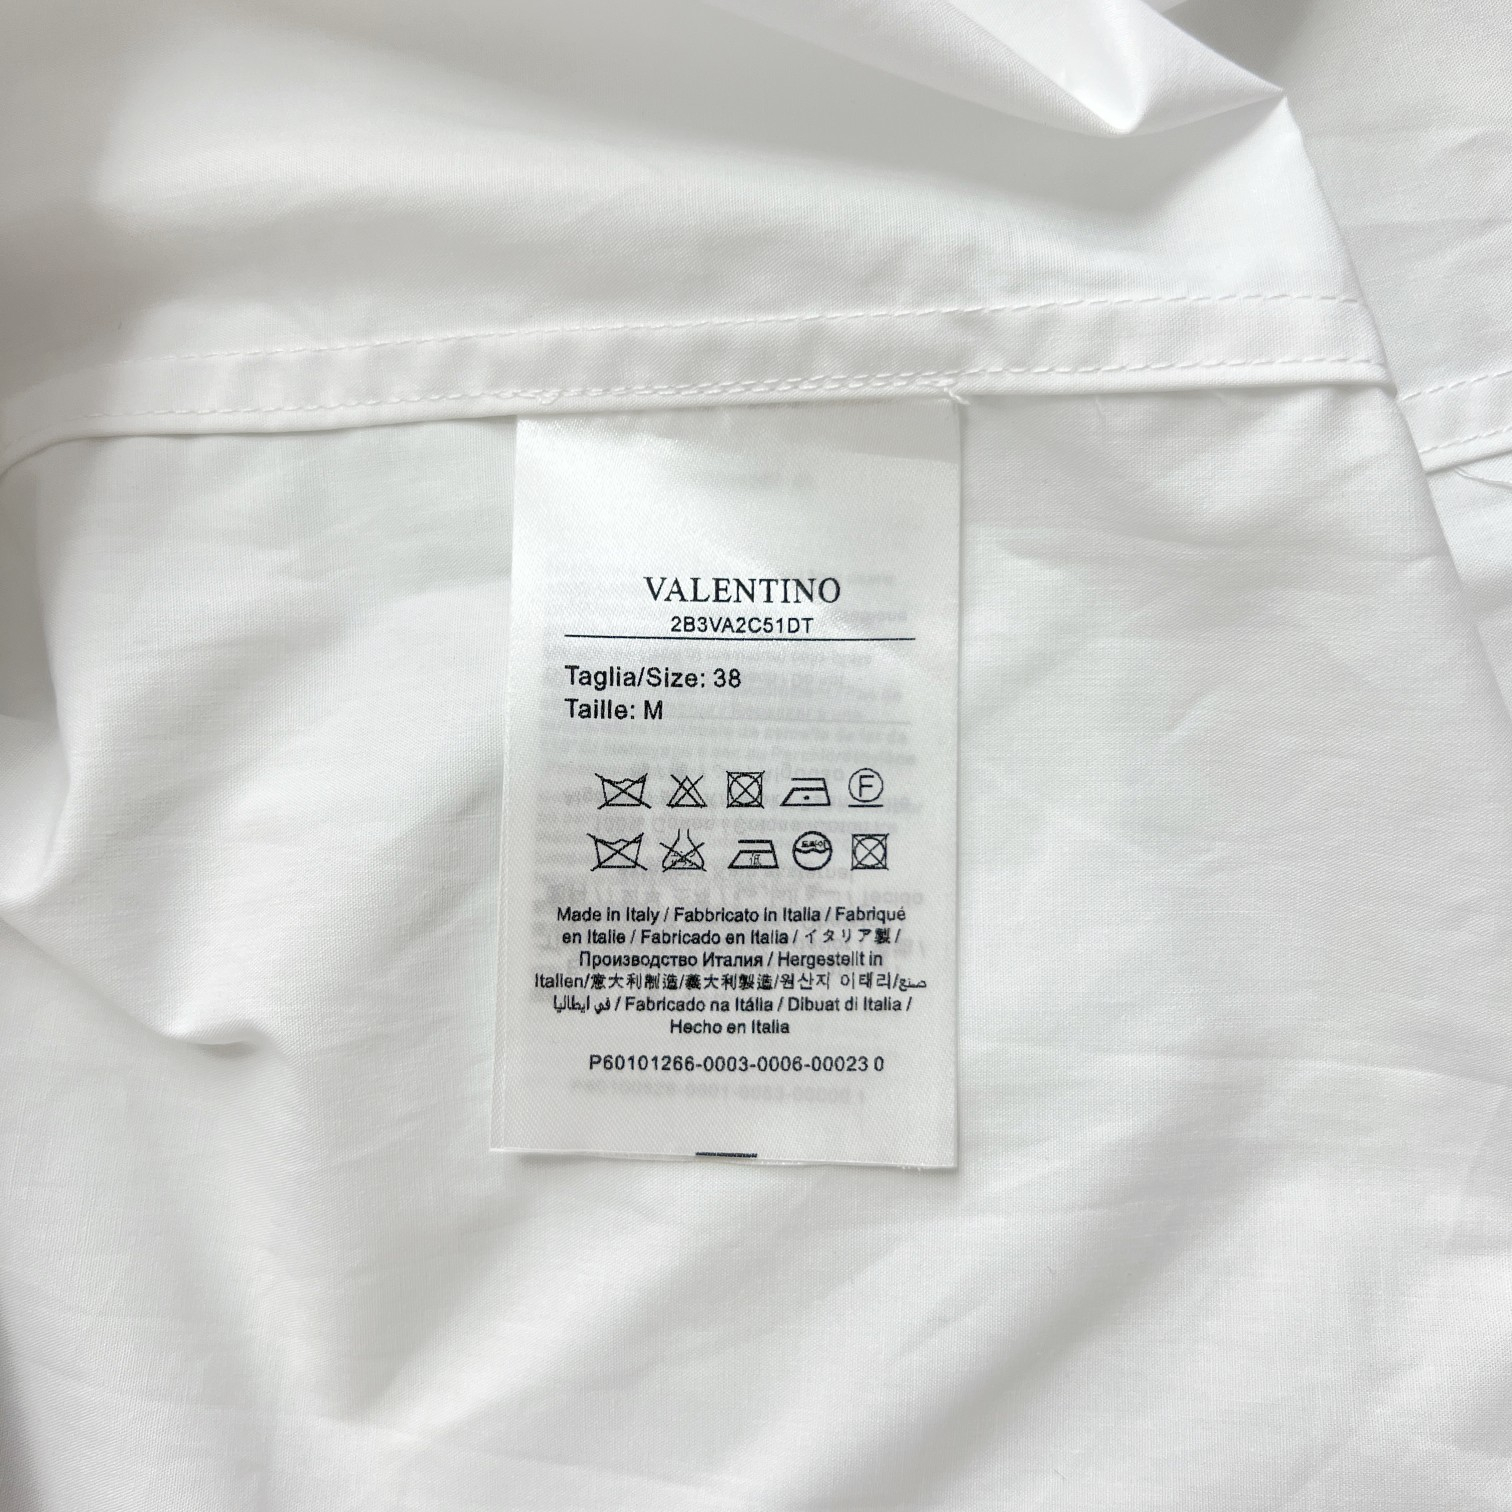 VALENTINO
2B3VA2C51DT
Taglia/Size: 38
Taille: M
F
드라이
Made in Italy / Fabbricato in Italia / Fabriqué
en Italie / Fabricado en Italia / イタリア製 /
Производство Италия / Hergestellt in
Italien/意大利制造/義大利製造/원산지 이태리/صنع
في ايطاليا / Fabricado na Itália / Dibuat di Italia /
Hecho en Italia
P60101266-0003-0006-00023 0